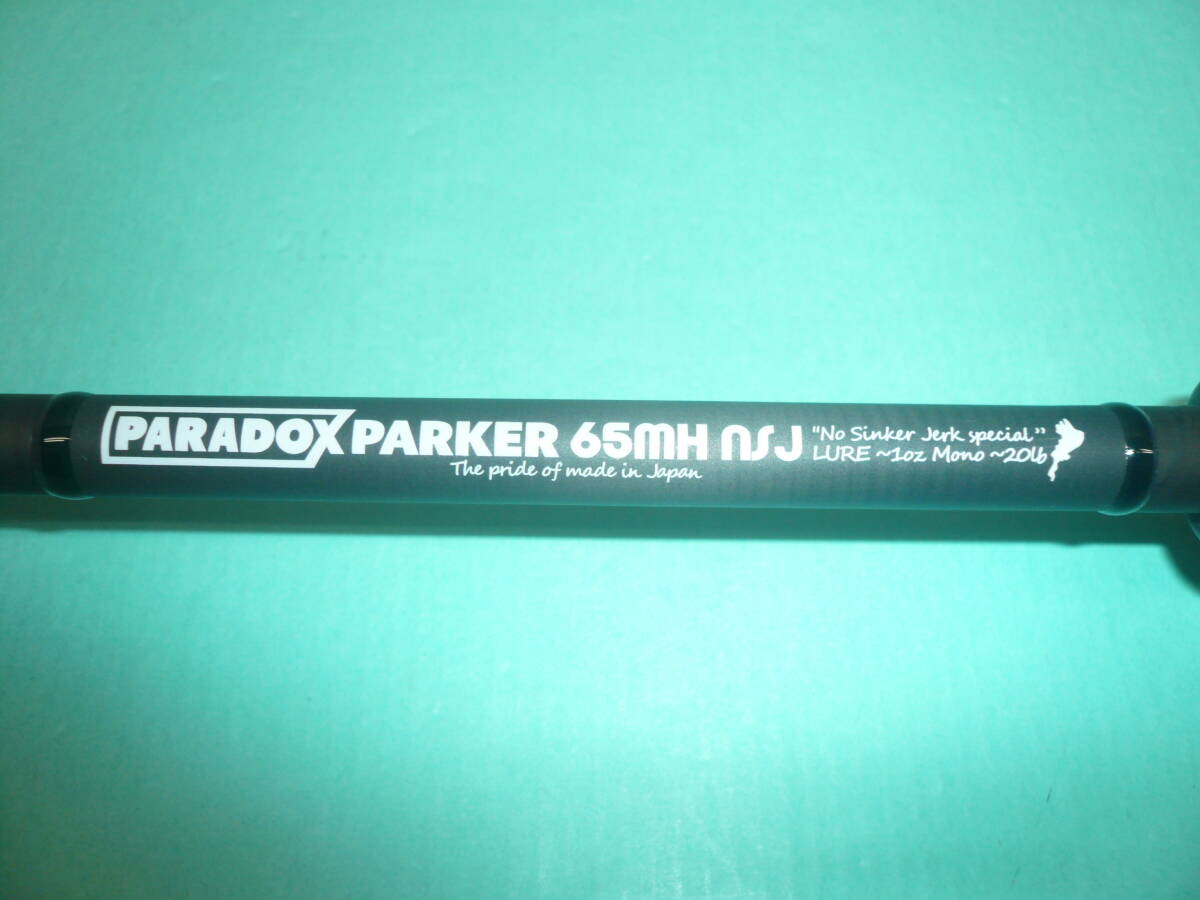 PARADOX PARKER 65MH NSJ
"No Sinker Jerk special"
LURE ~1oz Mono ~20lb
The pride of made in Japan